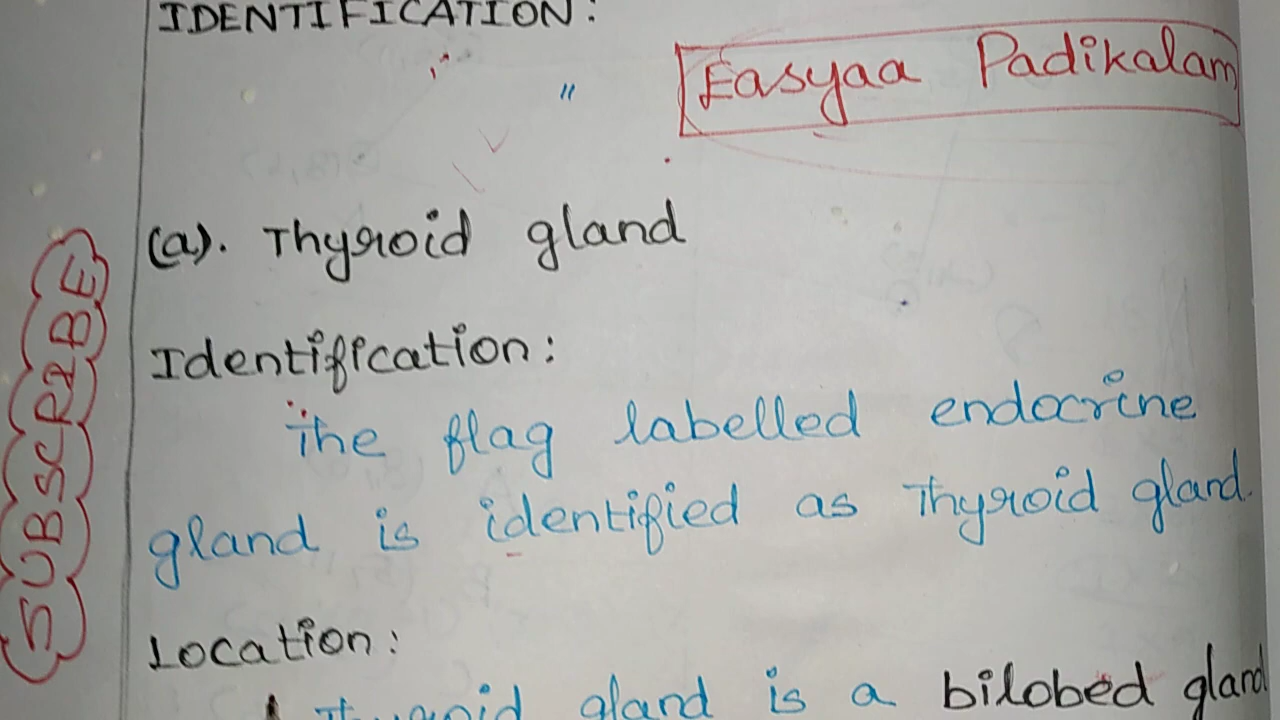 IDENTIFICATION:
Easyaa Padikalam
"
(a). Thyroid gland
Identification:
The flag labelled endocrine
gland is identified as Thyroid gland.
Location:
Thyroid gland is a bilobed gland
SUBSCRIBE